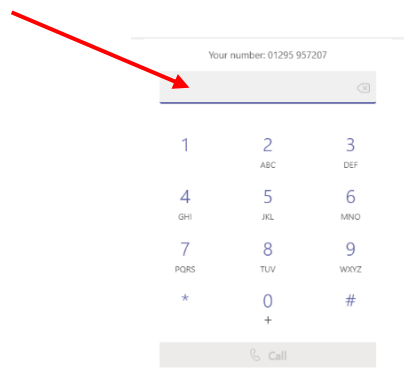 Your number: 01295 957207
1 2 3
ABC DEF
4 5 6
GHI JKL MNO
7 8 9
PQRS TUV WXYZ
* 0 #
+
Call